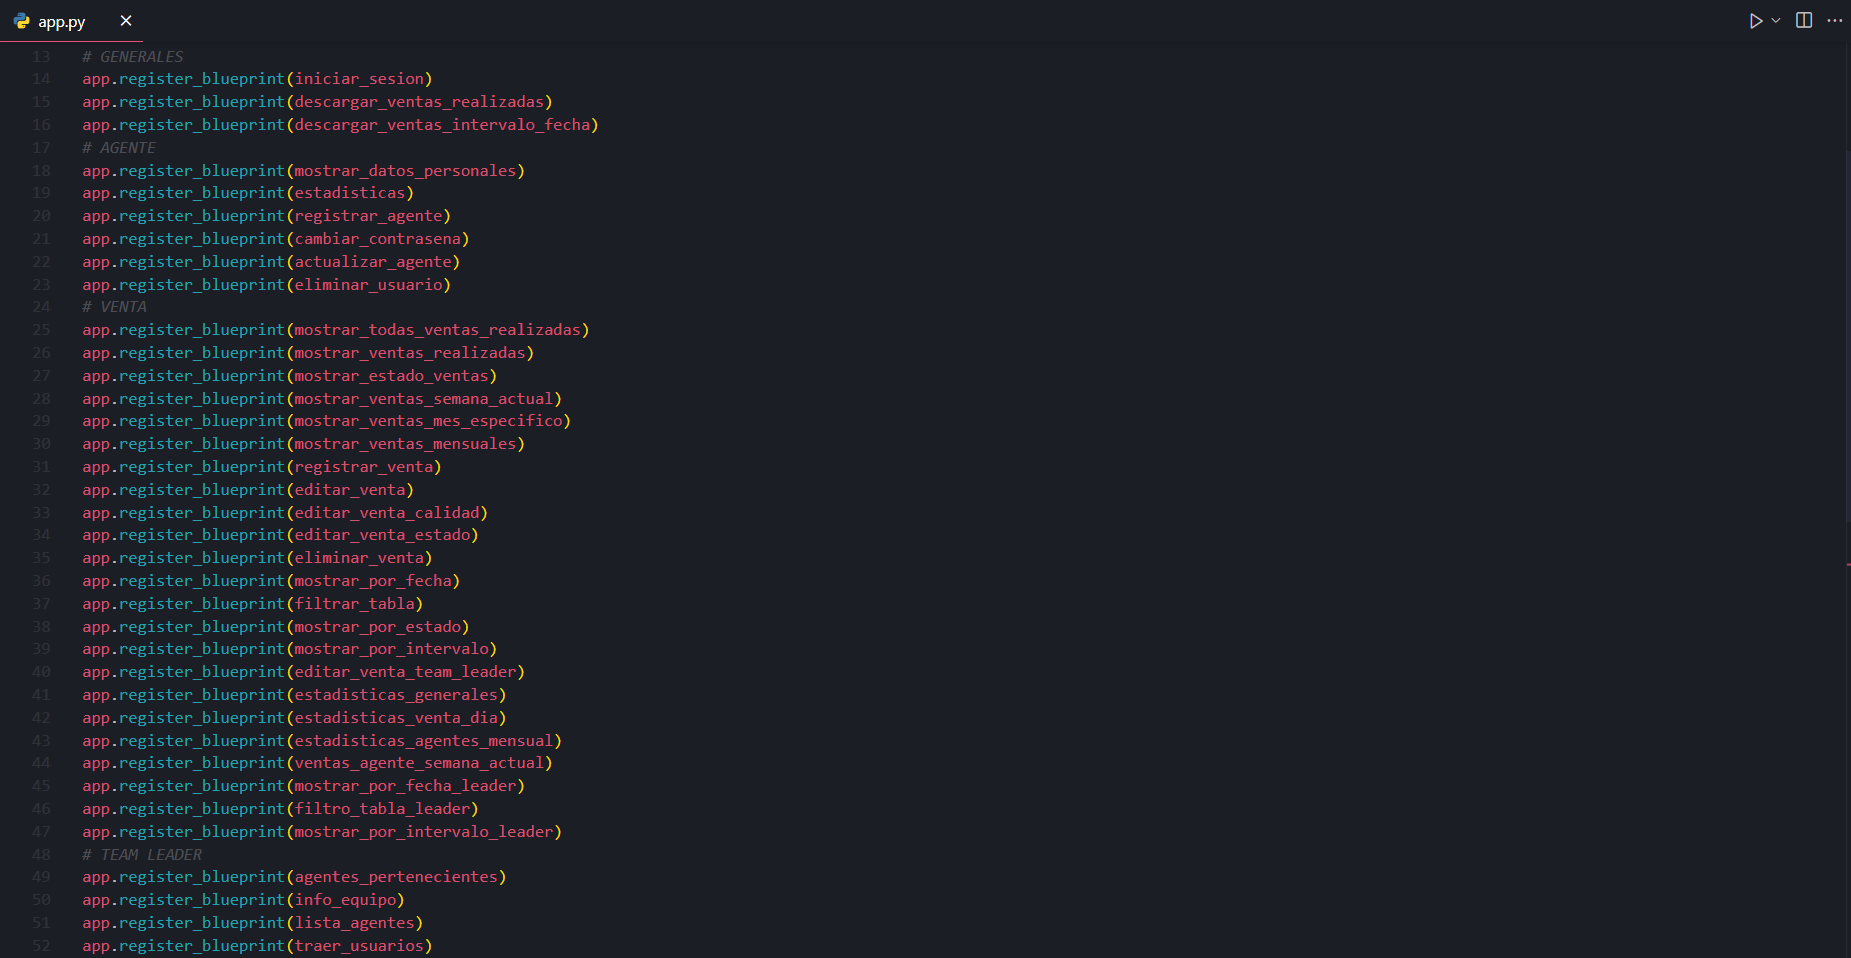 app.py
13 # GENERALES
14 app.register_blueprint(iniciar_sesion)
15 app.register_blueprint(descargar_ventas_realizadas)
16 app.register_blueprint(descargar_ventas_intervalo_fecha)
17 # AGENTE
18 app.register_blueprint(mostrar_datos_personales)
19 app.register_blueprint(estadisticas)
20 app.register_blueprint(registrar_agente)
21 app.register_blueprint(cambiar_contrasena)
22 app.register_blueprint(actualizar_agente)
23 app.register_blueprint(eliminar_usuario)
24 # VENTA
25 app.register_blueprint(mostrar_todas_ventas_realizadas)
26 app.register_blueprint(mostrar_ventas_realizadas)
27 app.register_blueprint(mostrar_estado_ventas)
28 app.register_blueprint(mostrar_ventas_semana_actual)
29 app.register_blueprint(mostrar_ventas_mes_especifico)
30 app.register_blueprint(mostrar_ventas_mensuales)
31 app.register_blueprint(registrar_venta)
32 app.register_blueprint(editar_venta)
33 app.register_blueprint(editar_venta_calidad)
34 app.register_blueprint(editar_venta_estado)
35 app.register_blueprint(eliminar_venta)
36 app.register_blueprint(mostrar_por_fecha)
37 app.register_blueprint(filtrar_tabla)
38 app.register_blueprint(mostrar_por_estado)
39 app.register_blueprint(mostrar_por_intervalo)
40 app.register_blueprint(editar_venta_team_leader)
41 app.register_blueprint(estadisticas_generales)
42 app.register_blueprint(estadisticas_venta_dia)
43 app.register_blueprint(estadisticas_agentes_mensual)
44 app.register_blueprint(ventas_agente_semana_actual)
45 app.register_blueprint(mostrar_por_fecha_leader)
46 app.register_blueprint(filtro_tabla_leader)
47 app.register_blueprint(mostrar_por_intervalo_leader)
48 # TEAM LEADER
49 app.register_blueprint(agentes_pertenecientes)
50 app.register_blueprint(info_equipo)
51 app.register_blueprint(lista_agentes)
52 app.register_blueprint(traer_usuarios)